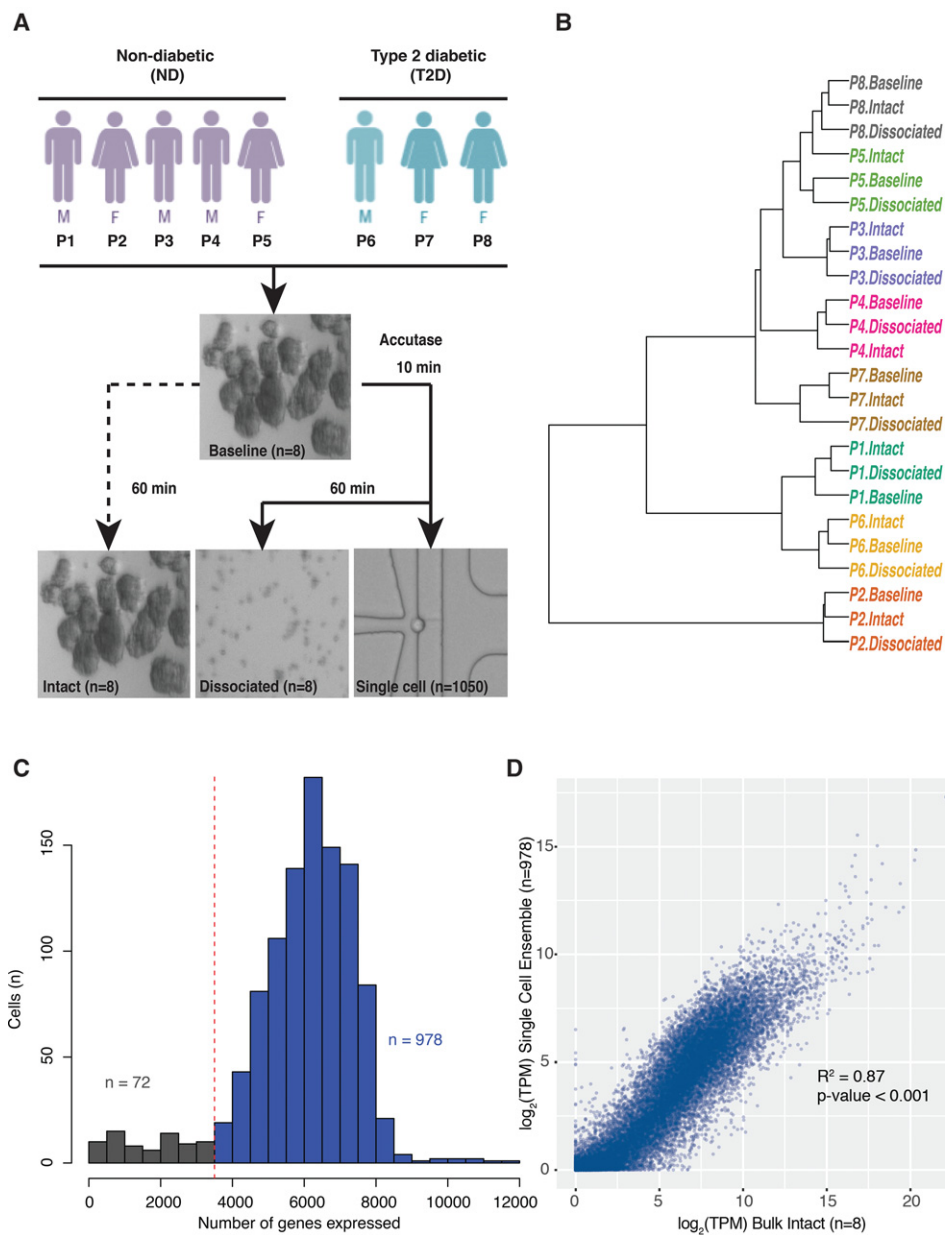 A
Non-diabetic
(ND)
Type 2 diabetic
(T2D)
M F M M F M F F
P1 P2 P3 P4 P5 P6 P7 P8
Accutase
10 min
Baseline (n=8)
60 min
60 min
Intact (n=8)
Dissociated (n=8)
Single cell (n=1050)
B
P8.Baseline
P8.Intact
P8.Dissociated
P5.Intact
P5.Baseline
P5.Dissociated
P3.Intact
P3.Baseline
P3.Dissociated
P4.Baseline
P4.Dissociated
P4.Intact
P7.Baseline
P7.Intact
P7.Dissociated
P1.Intact
P1.Dissociated
P1.Baseline
P6.Intact
P6.Baseline
P6.Dissociated
P2.Baseline
P2.Intact
P2.Dissociated
C
Cells (n)
150
100
50
0
n = 72
n = 978
0 2000 4000 6000 8000 10000 12000
Number of genes expressed
D
log₂(TPM) Single Cell Ensemble (n=978)
15
10
5
0
R² = 0.87
p-value < 0.001
0 5 10 15 20
log₂(TPM) Bulk Intact (n=8)